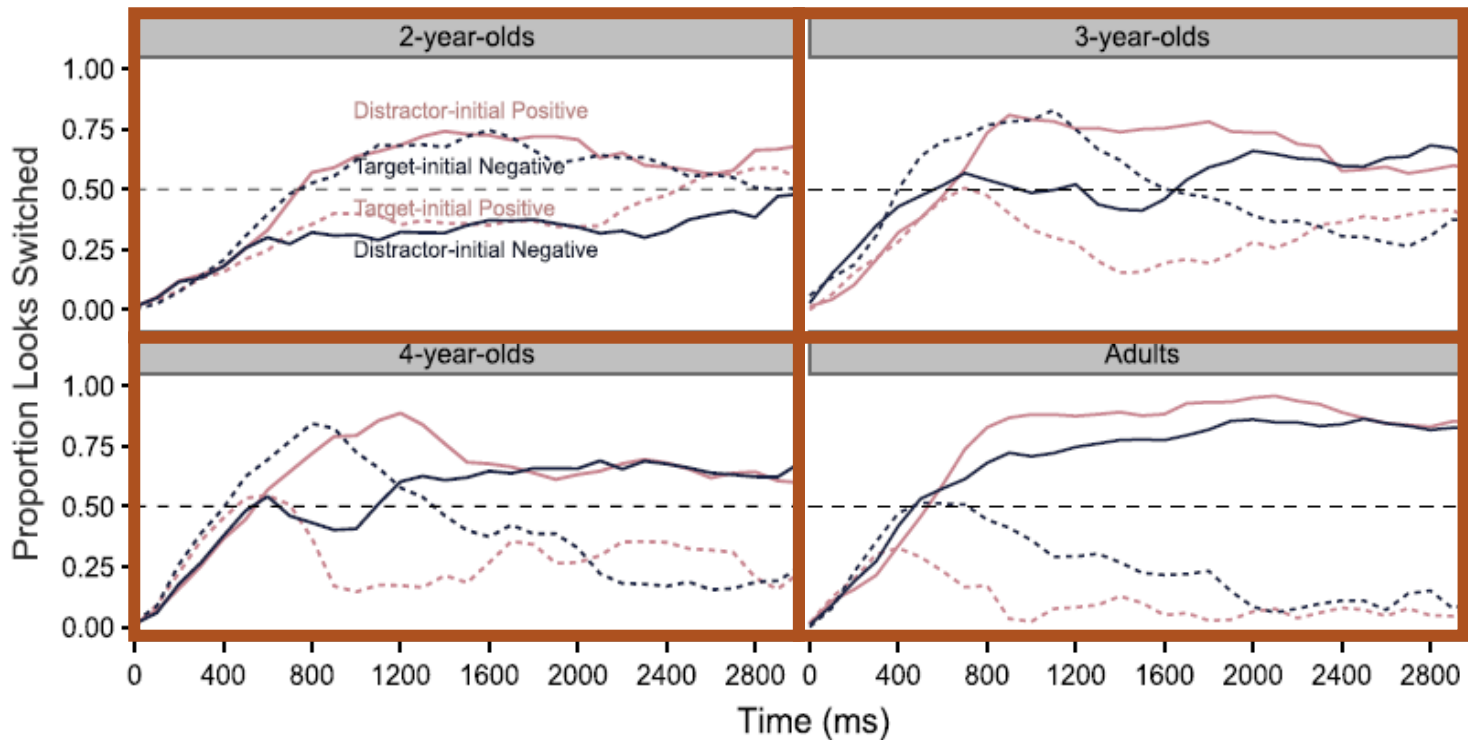 2-year-olds
3-year-olds
1.00
0.75
0.50
0.25
0.00
Distractor-initial Positive
Target-initial Negative
Target-initial Positive
Distractor-initial Negative
4-year-olds
Adults
1.00
0.75
0.50
0.25
0.00
Proportion Looks Switched
0 400 800 1200 1600 2000 2400 2800
0 400 800 1200 1600 2000 2400 2800
Time (ms)